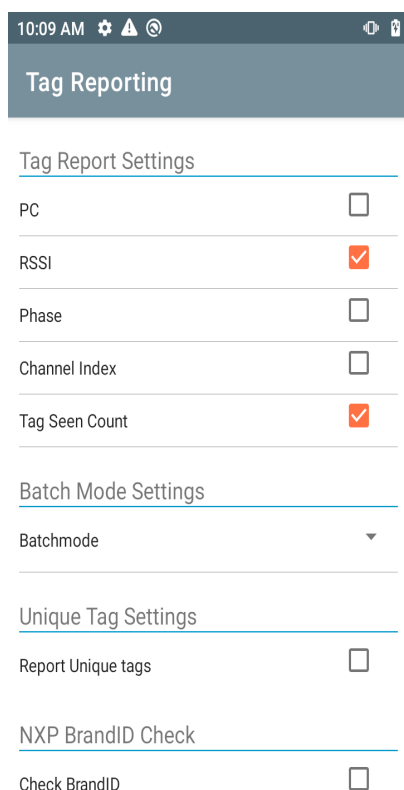 10:09 AM
Tag Reporting
Tag Report Settings
PC
RSSI
Phase
Channel Index
Tag Seen Count
Batch Mode Settings
Batchmode
Unique Tag Settings
Report Unique tags
NXP BrandID Check
Check BrandID